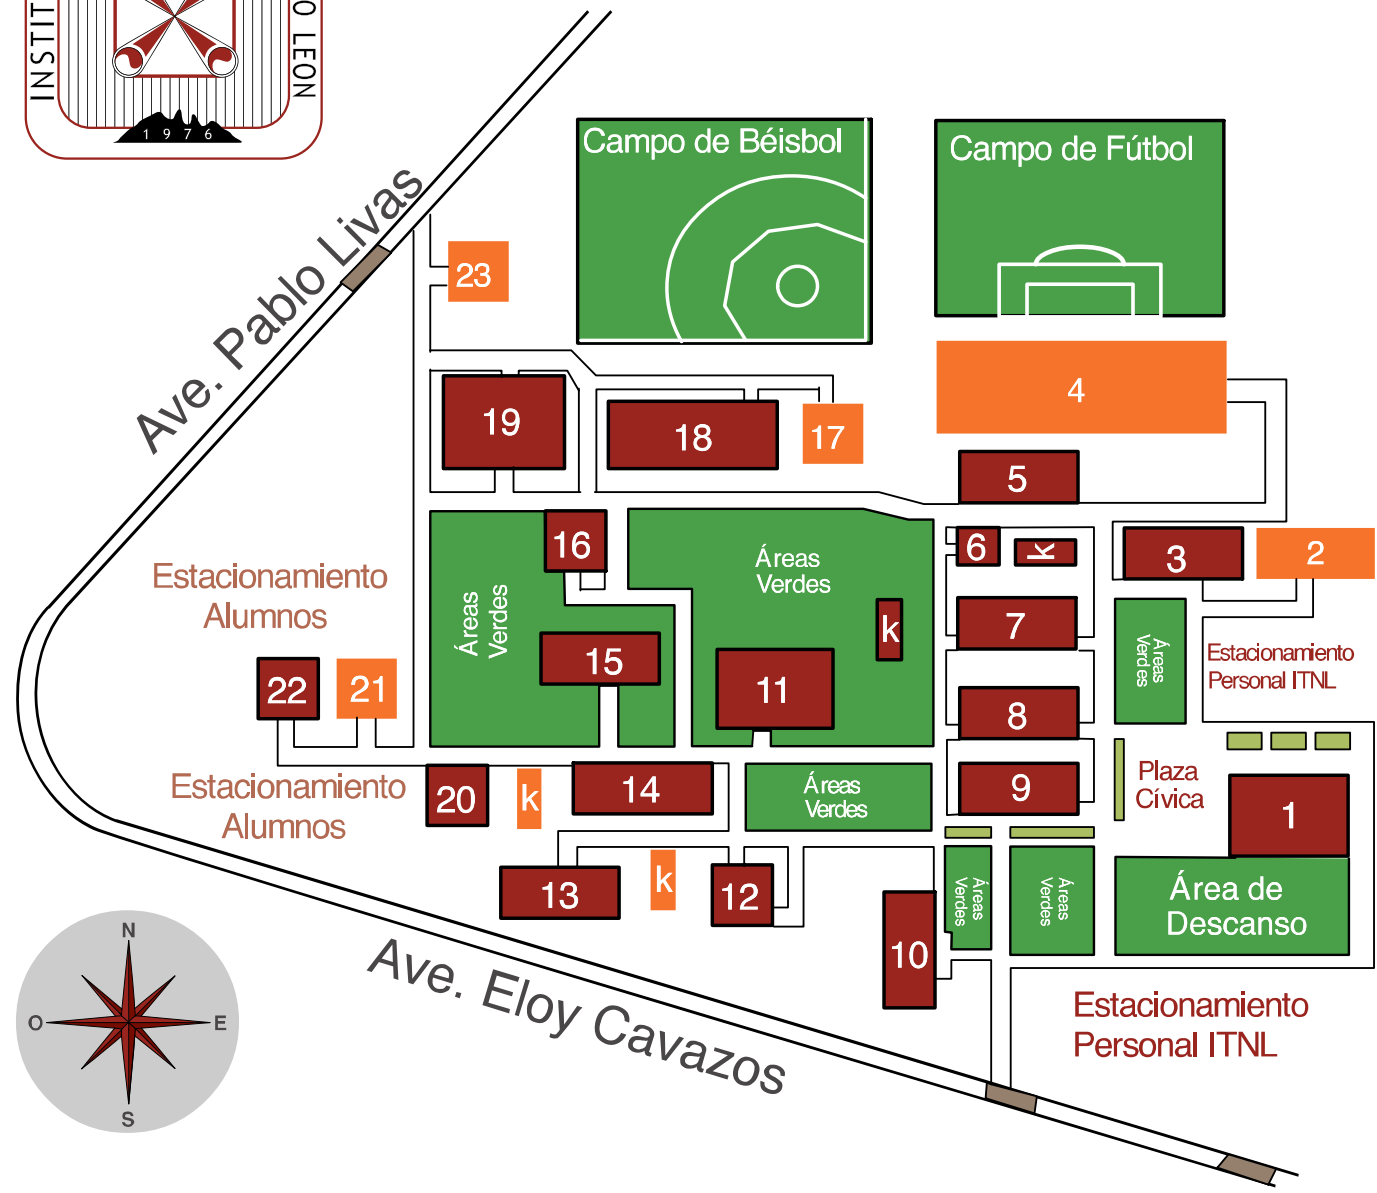 INSTIT
O LEON
1 9 7 6
Ave. Pablo Livas
Campo de Béisbol
Campo de Fútbol
23
4
19
18
17
5
16
6
k
3
2
Áreas
Verdes
Áreas
Verdes
k
7
Áreas
Verdes
Estacionamiento
Personal ITNL
Estacionamiento
Alumnos
15
11
22
21
8
Estacionamiento
Alumnos
20
k
14
Áreas
Verdes
9
Plaza
Cívica
1
13
k
12
10
Áreas
Verdes
Áreas
Verdes
Área de
Descanso
Ave. Eloy Cavazos
Estacionamiento
Personal ITNL
N
O
E
S